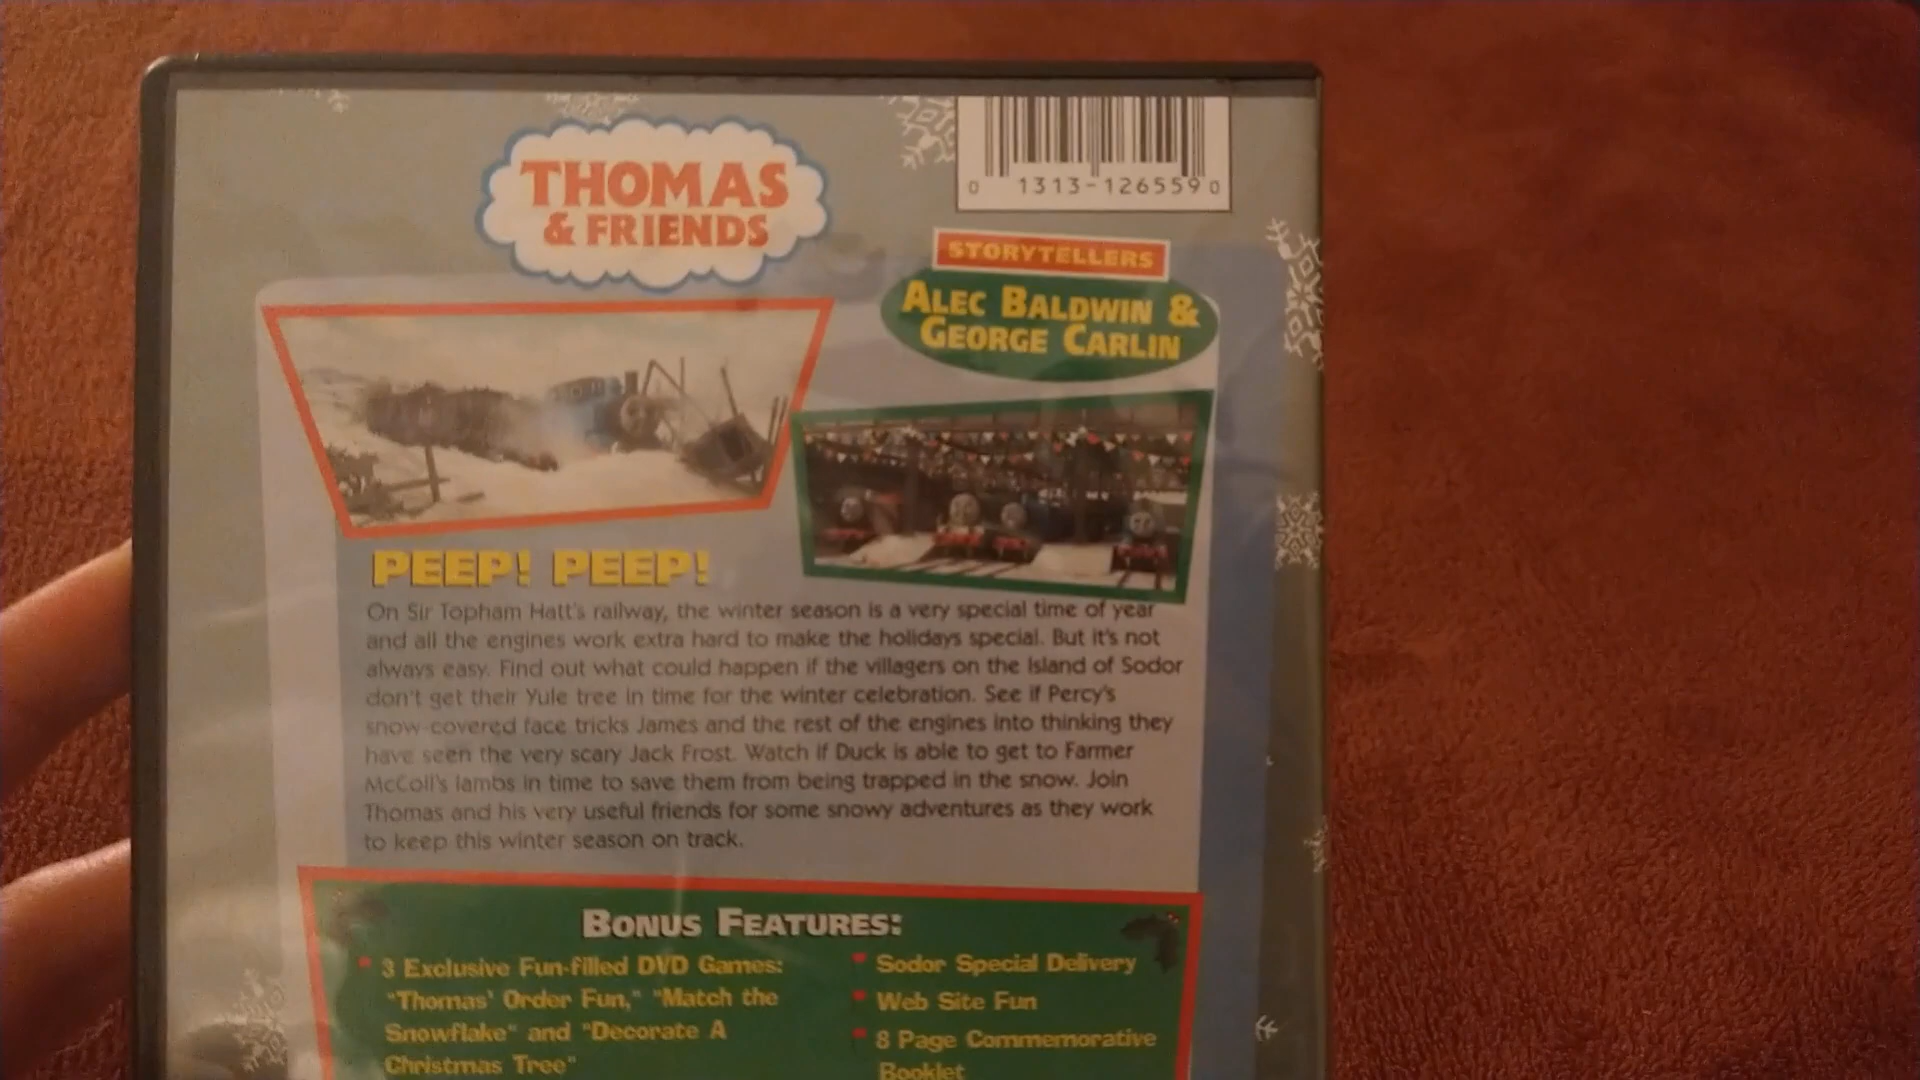 THOMAS
& FRIENDS
0 1313-126559 0
STORYTELLERS
ALEC BALDWIN &
GEORGE CARLIN
PEEP! PEEP!
On Sir Topham Hatt's railway, the winter season is a very special time of year
and all the engines work extra hard to make the holidays special. But it's not
always easy. Find out what could happen if the villagers on the Island of Sodor
don't get their Yule tree in time for the winter celebration. See if Percy's
snow-covered face tricks James and the rest of the engines into thinking they
have seen the very scary Jack Frost. Watch if Duck is able to get to Farmer
McColl's lambs in time to save them from being trapped in the snow. Join
Thomas and his very useful friends for some snowy adventures as they work
to keep this winter season on track.
BONUS FEATURES:
3 Exclusive Fun-filled DVD Games:
"Thomas' Order Fun," "Match the
Snowflake" and "Decorate A
Christmas Tree"
Sodor Special Delivery
Web Site Fun
8 Page Commemorative
Booklet